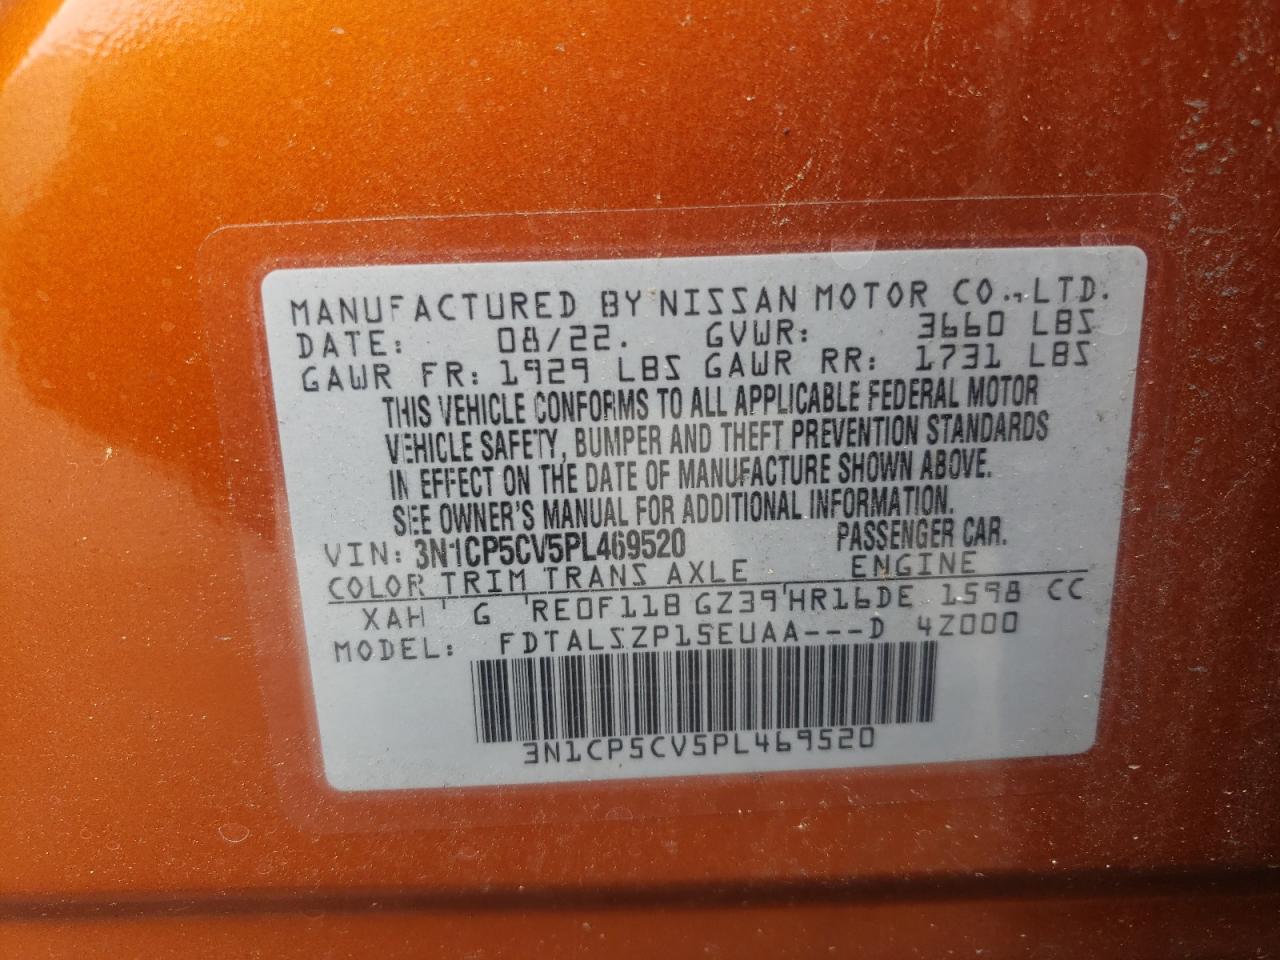 MANUFACTURED BY NISSAN MOTOR CO., LTD.
DATE: 08/22. GVWR: 3660 LBS
GAWR FR: 1929 LBS GAWR RR: 1731 LBS
THIS VEHICLE CONFORMS TO ALL APPLICABLE FEDERAL MOTOR
VEHICLE SAFETY, BUMPER AND THEFT PREVENTION STANDARDS
IN EFFECT ON THE DATE OF MANUFACTURE SHOWN ABOVE.
SEE OWNER'S MANUAL FOR ADDITIONAL INFORMATION.
VIN: 3N1CP5CV5PL469520 PASSENGER CAR.
COLOR TRIM TRANS AXLE ENGINE
XAH ' G 'RE0F11B GZ39'HR16DE 1598 CC
MODEL: FDTALSZP15EUAA---D 4Z000
3N1CP5CV5PL469520